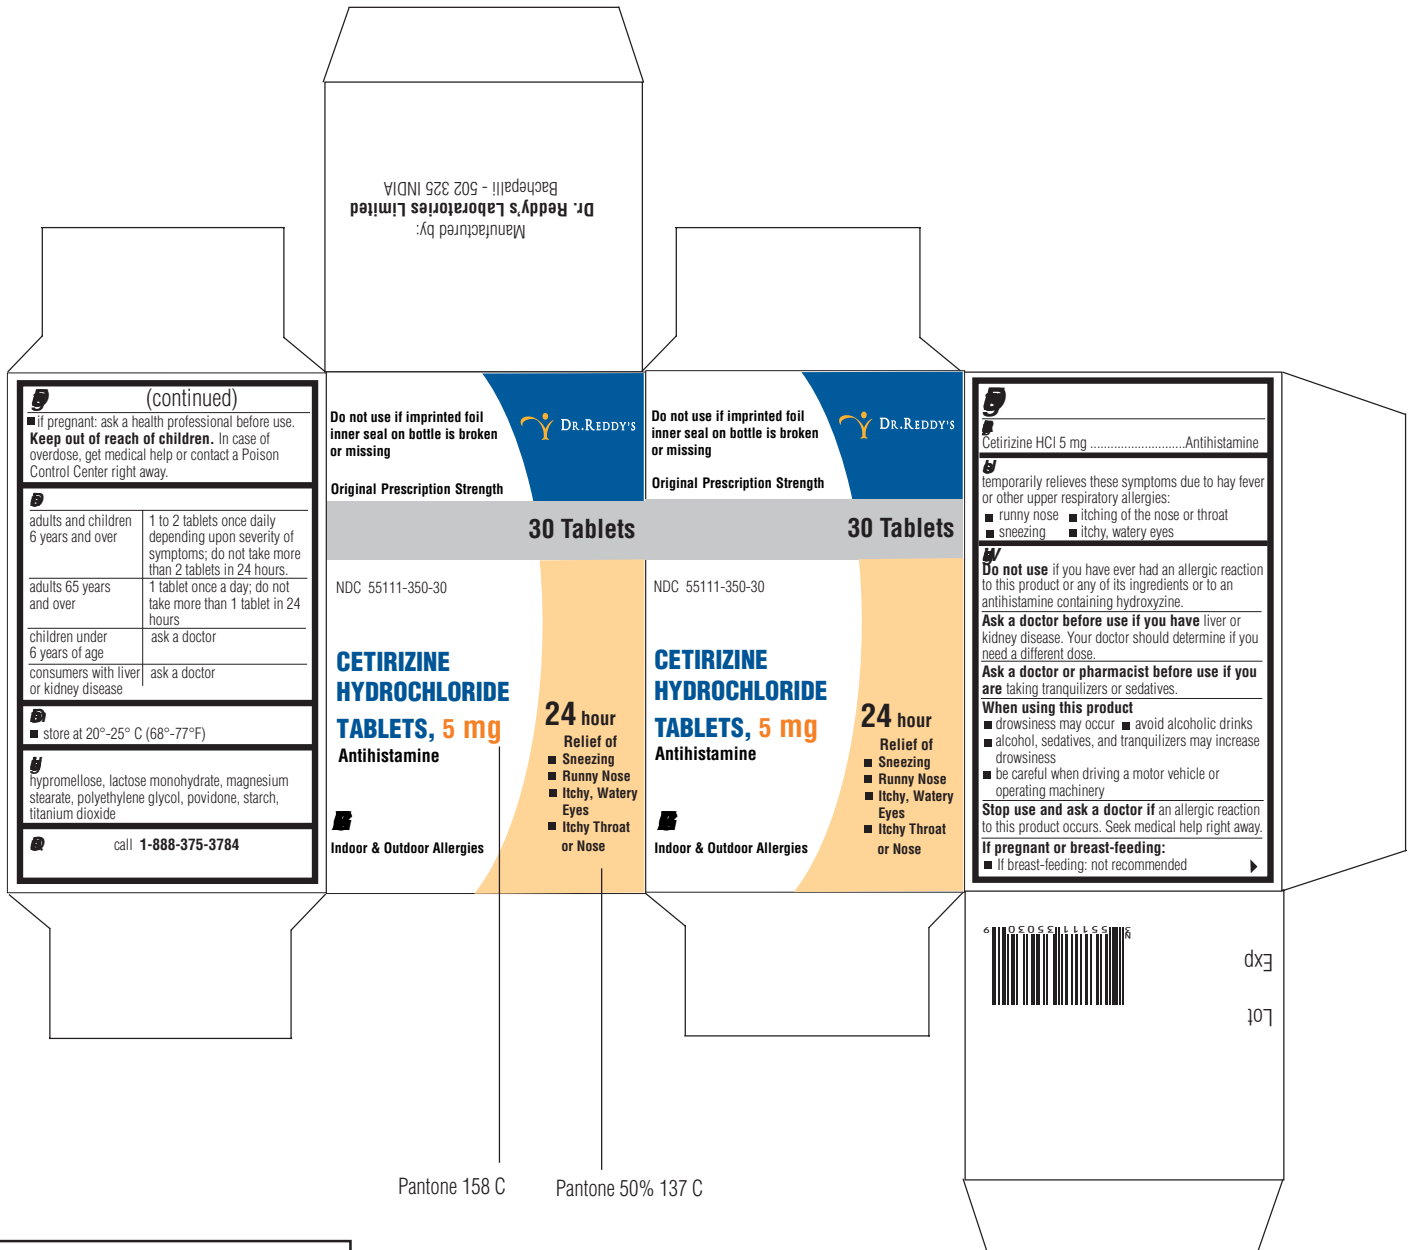 Manufactured by:
Dr. Reddy's Laboratories Limited
Bachepalli - 502 325 INDIA
(continued)
■ if pregnant: ask a health professional before use.
Keep out of reach of children. In case of
overdose, get medical help or contact a Poison
Control Center right away.
adults and children
6 years and over
1 to 2 tablets once daily
depending upon severity of
symptoms; do not take more
than 2 tablets in 24 hours.
adults 65 years
and over
1 tablet once a day; do not
take more than 1 tablet in 24
hours
children under
6 years of age
ask a doctor
consumers with liver
or kidney disease
ask a doctor
■ store at 20°-25° C (68°-77°F)
hypromellose, lactose monohydrate, magnesium
stearate, polyethylene glycol, povidone, starch,
titanium dioxide
call 1-888-375-3784
Do not use if imprinted foil
inner seal on bottle is broken
or missing
Original Prescription Strength
DR.REDDY'S
30 Tablets
NDC 55111-350-30
CETIRIZINE
HYDROCHLORIDE
TABLETS, 5 mg
Antihistamine
Indoor & Outdoor Allergies
24 hour
Relief of
■ Sneezing
■ Runny Nose
■ Itchy, Watery
Eyes
■ Itchy Throat
or Nose
Do not use if imprinted foil
inner seal on bottle is broken
or missing
Original Prescription Strength
DR.REDDY'S
30 Tablets
NDC 55111-350-30
CETIRIZINE
HYDROCHLORIDE
TABLETS, 5 mg
Antihistamine
Indoor & Outdoor Allergies
24 hour
Relief of
■ Sneezing
■ Runny Nose
■ Itchy, Watery
Eyes
■ Itchy Throat
or Nose
Cetirizine HCl 5 mg ............................Antihistamine
temporarily relieves these symptoms due to hay fever
or other upper respiratory allergies:
■ runny nose ■ itching of the nose or throat
■ sneezing ■ itchy, watery eyes
Do not use if you have ever had an allergic reaction
to this product or any of its ingredients or to an
antihistamine containing hydroxyzine.
Ask a doctor before use if you have liver or
kidney disease. Your doctor should determine if you
need a different dose.
Ask a doctor or pharmacist before use if you
are taking tranquilizers or sedatives.
When using this product
■ drowsiness may occur ■ avoid alcoholic drinks
■ alcohol, sedatives, and tranquilizers may increase
drowsiness
■ be careful when driving a motor vehicle or
operating machinery
Stop use and ask a doctor if an allergic reaction
to this product occurs. Seek medical help right away.
If pregnant or breast-feeding:
■ If breast-feeding: not recommended
N
3 55111 35030 9
Exp
Lot
Pantone 158 C
Pantone 50% 137 C